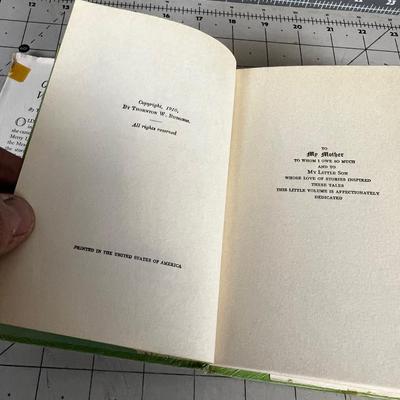 Copyright, 1910,
By Thornton W. Burgess.
All rights reserved
PRINTED IN THE UNITED STATES OF AMERICA
TO
My Mother
TO WHOM I OWE SO MUCH
AND TO
MY LITTLE SON
WHOSE LOVE OF STORIES INSPIRED
THESE TALES
THIS LITTLE VOLUME IS AFFECTIONATELY
DEDICATED